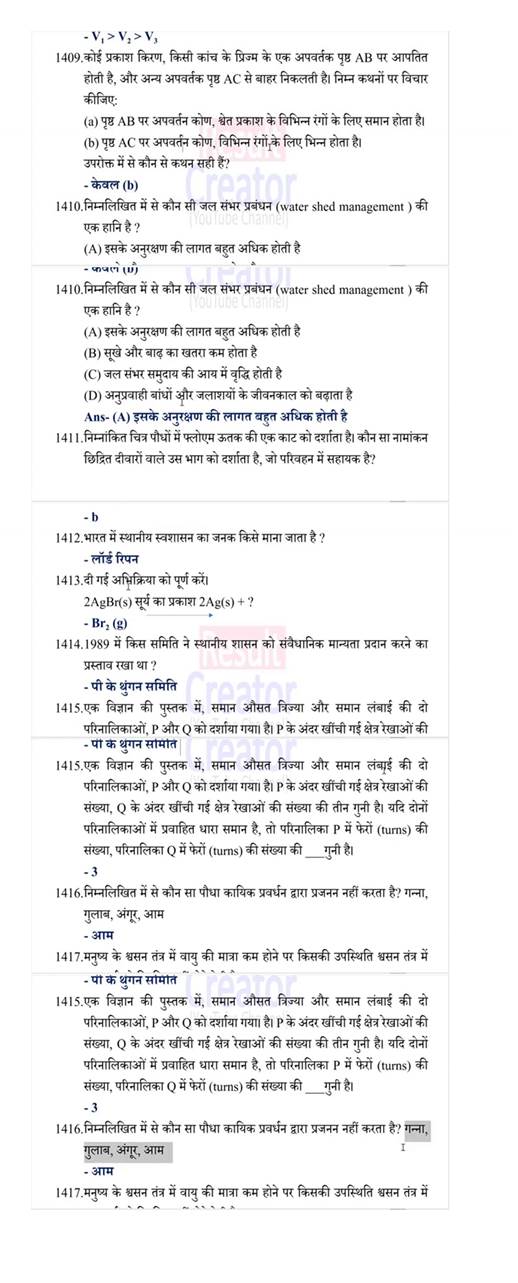 - V₁ > V₂ > V₃
1409.कोई प्रकाश किरण, किसी कांच के प्रिज्म के एक अपवर्तक पृष्ठ AB पर आपतित
होती है, और अन्य अपवर्तक पृष्ठ AC से बाहर निकलती है। निम्न कथनों पर विचार
कीजिए:
(a) पृष्ठ AB पर अपवर्तन कोण, श्वेत प्रकाश के विभिन्न रंगों के लिए समान होता है।
(b) पृष्ठ AC पर अपवर्तन कोण, विभिन्न रंगों के लिए भिन्न होता है।
उपरोक्त में से कौन से कथन सही हैं?
- केवल (b)
1410.निम्नलिखित में से कौन सी जल संभर प्रबंधन (water shed management ) की
एक हानि है ?
(A) इसके अनुरक्षण की लागत बहुत अधिक होती है
- केवल (b)
1410.निम्नलिखित में से कौन सी जल संभर प्रबंधन (water shed management ) की
एक हानि है ?
(A) इसके अनुरक्षण की लागत बहुत अधिक होती है
(B) सूखे और बाढ़ का खतरा कम होता है
(C) जल संभर समुदाय की आय में वृद्धि होती है
(D) अनुप्रवाही बांधों और जलाशयों के जीवनकाल को बढ़ाता है
Ans- (A) इसके अनुरक्षण की लागत बहुत अधिक होती है
1411.निम्नांकित चित्र पौधों में फ्लोएम ऊतक की एक काट को दर्शाता है। कौन सा नामांकन
छिद्रित दीवारों वाले उस भाग को दर्शाता है, जो परिवहन में सहायक है?
- b
1412.भारत में स्थानीय स्वशासन का जनक किसे माना जाता है ?
- लॉर्ड रिपन
1413.दी गई अभिक्रिया को पूर्ण करें।
2AgBr(s) सूर्य का प्रकाश 2Ag(s) + ?
- Br₂ (g)
1414.1989 में किस समिति ने स्थानीय शासन को संवैधानिक मान्यता प्रदान करने का
प्रस्ताव रखा था ?
- पी के थुंगन समिति
1415.एक विज्ञान की पुस्तक में, समान औसत त्रिज्या और समान लंबाई की दो
परिनालिकाओं, P और Q को दर्शाया गया। है। P के अंदर खींची गई क्षेत्र रेखाओं की
- पी के थुंगन समिति
1415.एक विज्ञान की पुस्तक में, समान औसत त्रिज्या और समान लंबाई की दो
परिनालिकाओं, P और Q को दर्शाया गया। है। P के अंदर खींची गई क्षेत्र रेखाओं की
संख्या, Q के अंदर खींची गई क्षेत्र रेखाओं की संख्या की तीन गुनी है। यदि दोनों
परिनालिकाओं में प्रवाहित धारा समान है, तो परिनालिका P में फेरों (turns) की
संख्या, परिनालिका Q में फेरों (turns) की संख्या की ___गुनी है।
- 3
1416.निम्नलिखित में से कौन सा पौधा कायिक प्रवर्धन द्वारा प्रजनन नहीं करता है? गन्ना,
गुलाब, अंगूर, आम
- आम
1417.मनुष्य के श्वसन तंत्र में वायु की मात्रा कम होने पर किसकी उपस्थिति श्वसन तंत्र में
- पी के थुंगन समिति
1415.एक विज्ञान की पुस्तक में, समान औसत त्रिज्या और समान लंबाई की दो
परिनालिकाओं, P और Q को दर्शाया गया। है। P के अंदर खींची गई क्षेत्र रेखाओं की
संख्या, Q के अंदर खींची गई क्षेत्र रेखाओं की संख्या की तीन गुनी है। यदि दोनों
परिनालिकाओं में प्रवाहित धारा समान है, तो परिनालिका P में फेरों (turns) की
संख्या, परिनालिका Q में फेरों (turns) की संख्या की ___गुनी है।
- 3
1416.निम्नलिखित में से कौन सा पौधा कायिक प्रवर्धन द्वारा प्रजनन नहीं करता है? गन्ना,
गुलाब, अंगूर, आम
- आम
1417.मनुष्य के श्वसन तंत्र में वायु की मात्रा कम होने पर किसकी उपस्थिति श्वसन तंत्र में